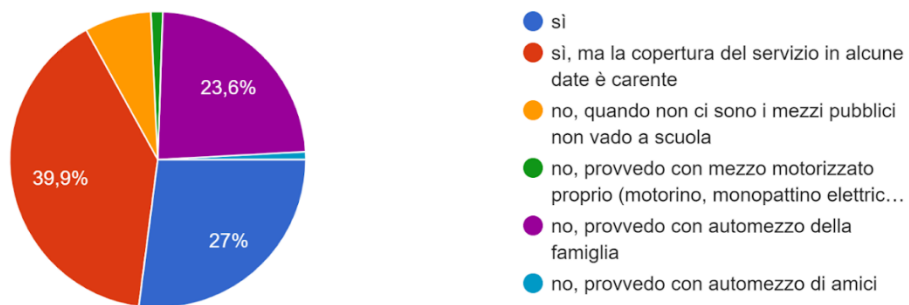 23,6%
39,9%
27%
sì
sì, ma la copertura del servizio in alcune
date è carente
no, quando non ci sono i mezzi pubblici
non vado a scuola
no, provvedo con mezzo motorizzato
proprio (motorino, monopattino elettric…
no, provvedo con automezzo della
famiglia
no, provvedo con automezzo di amici